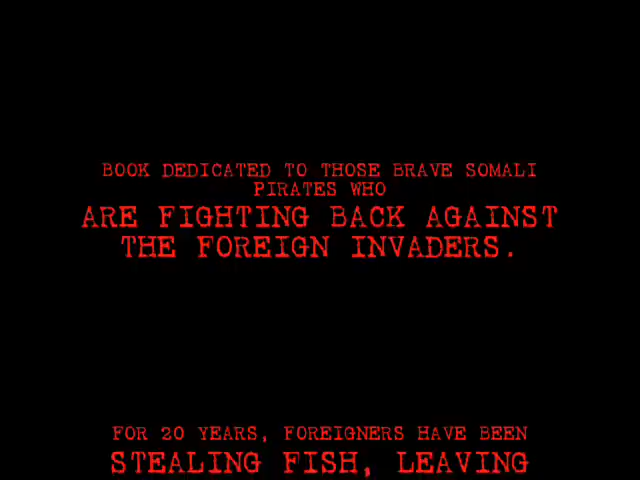 BOOK DEDICATED TO THOSE BRAVE SOMALI
PIRATES WHO
ARE FIGHTING BACK AGAINST
THE FOREIGN INVADERS.
FOR 20 YEARS, FOREIGNERS HAVE BEEN
STEALING FISH, LEAVING